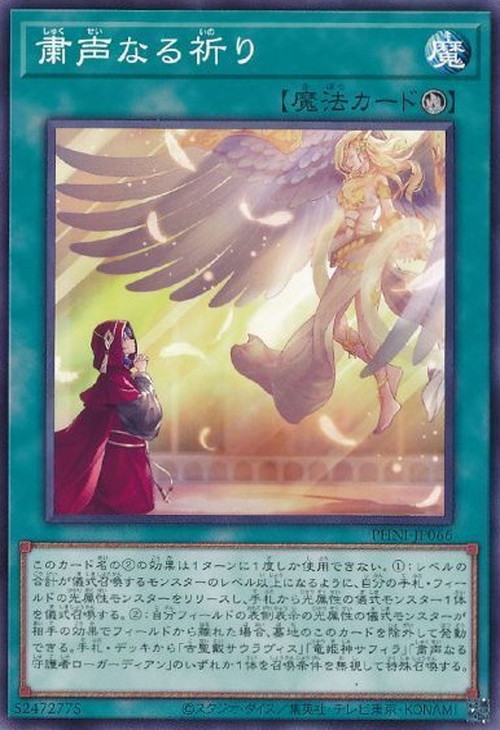 粛声なる祈り
魔
【魔法カード】
PHNI-JP066
このカード名の②の効果は1ターンに1度しか使用できない。①:レベルの
合計が儀式召喚するモンスターのレベル以上になるように、自分の手札・フィール
ドの光属性モンスターをリリースし、手札から光属性の儀式モンスター1体
を儀式召喚する。②:自分フィールドの表側表示の光属性の儀式モンスターが
相手の効果でフィールドから離れた場合、墓地のこのカードを除外して発動
できる。手札・デッキから「古聖戴サウラヴィス」「竜姫神サフィラ」「粛声なる
守護者ローガーディアン」のいずれか1体を召喚条件を無視して特殊召喚する。
52472775
©スタジオ・ダイス/集英社・テレビ東京・KONAMI